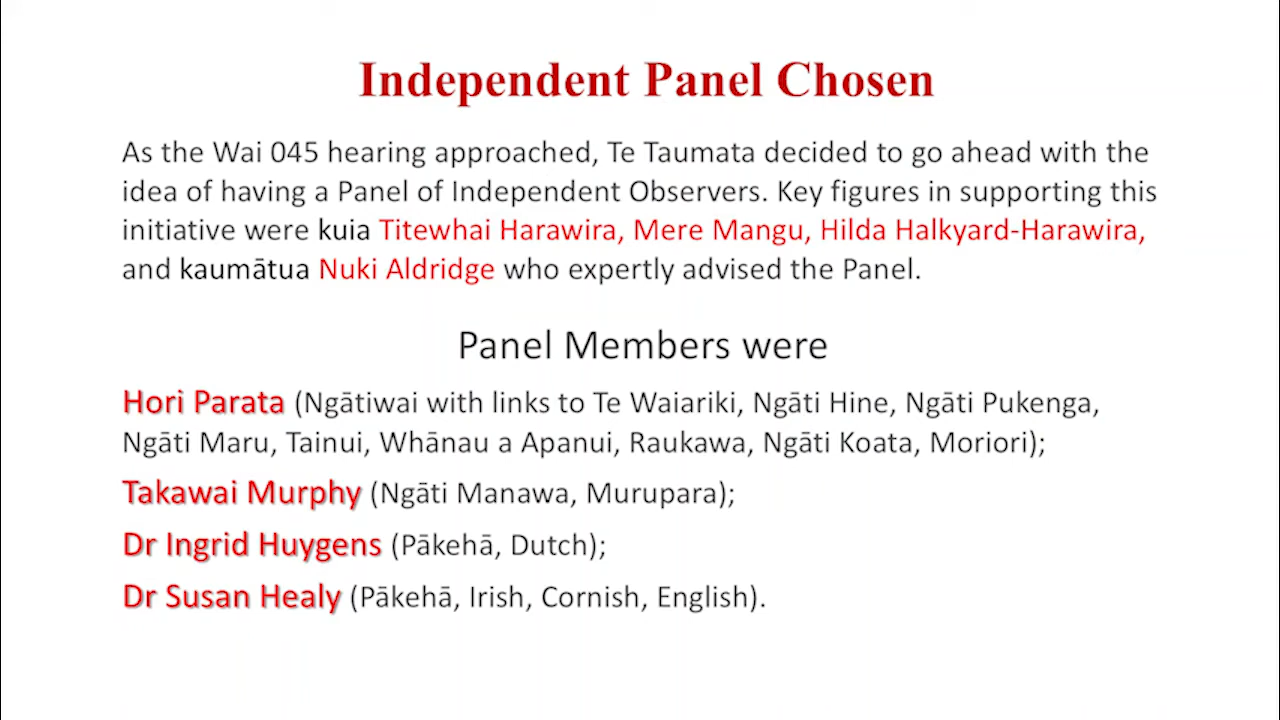 Independent Panel Chosen
As the Wai 045 hearing approached, Te Taumata decided to go ahead with the
idea of having a Panel of Independent Observers. Key figures in supporting this
initiative were kuia Titewhai Harawira, Mere Mangu, Hilda Halkyard-Harawira,
and kaumātua Nuki Aldridge who expertly advised the Panel.
Panel Members were
Hori Parata (Ngātiwai with links to Te Waiariki, Ngāti Hine, Ngāti Pukenga,
Ngāti Maru, Tainui, Whānau a Apanui, Raukawa, Ngāti Koata, Moriori);
Takawai Murphy (Ngāti Manawa, Murupara);
Dr Ingrid Huygens (Pākehā, Dutch);
Dr Susan Healy (Pākehā, Irish, Cornish, English).